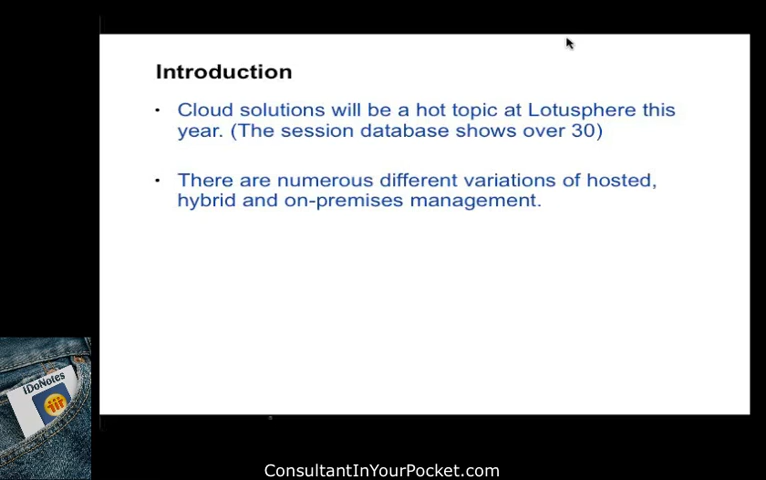 Introduction
• Cloud solutions will be a hot topic at Lotusphere this
year. (The session database shows over 30)
• There are numerous different variations of hosted,
hybrid and on-premises management.
iDoNotes
ConsultantInYourPocket.com